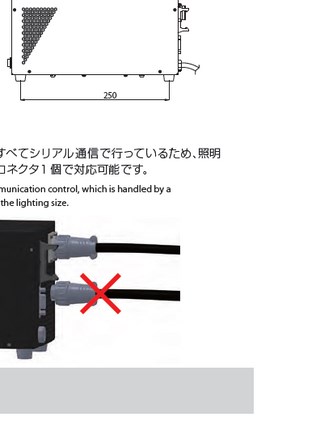 250
すべてシリアル通信で行っているため、照明
コネクタ1個で対応可能です。
munication control, which is handled by a
the lighting size.